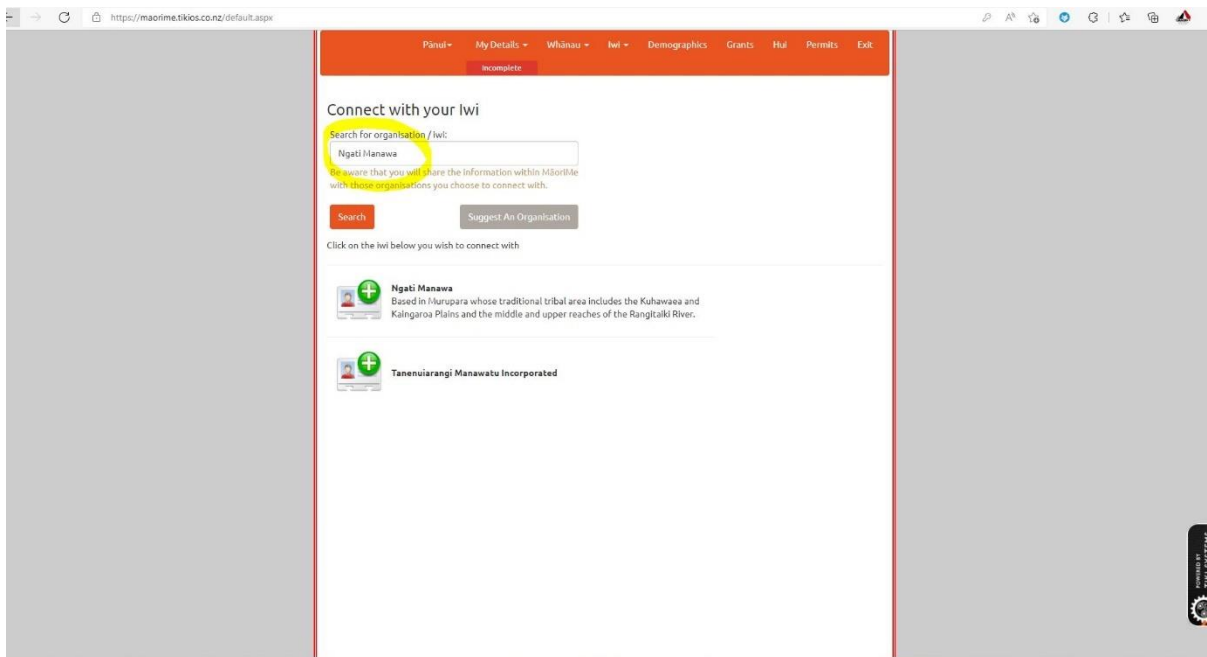 https://maorime.tikios.co.nz/default.aspx
Pānui My Details Whānau Iwi Demographics Grants Hui Permits Exit
Incomplete
Connect with your Iwi
Search for organisation / iwi:
Ngati Manawa
Be aware that you will share the information within MāoriMe
with those organisations you choose to connect with.
Search Suggest An Organisation
Click on the iwi below you wish to connect with
Ngati Manawa
Based in Murupara whose traditional tribal area includes the Kuhawaea and
Kaingaroa Plains and the middle and upper reaches of the Rangitaiki River.
Tanenuiarangi Manawatu Incorporated
POWERED BY
TIKI SYSTEMS